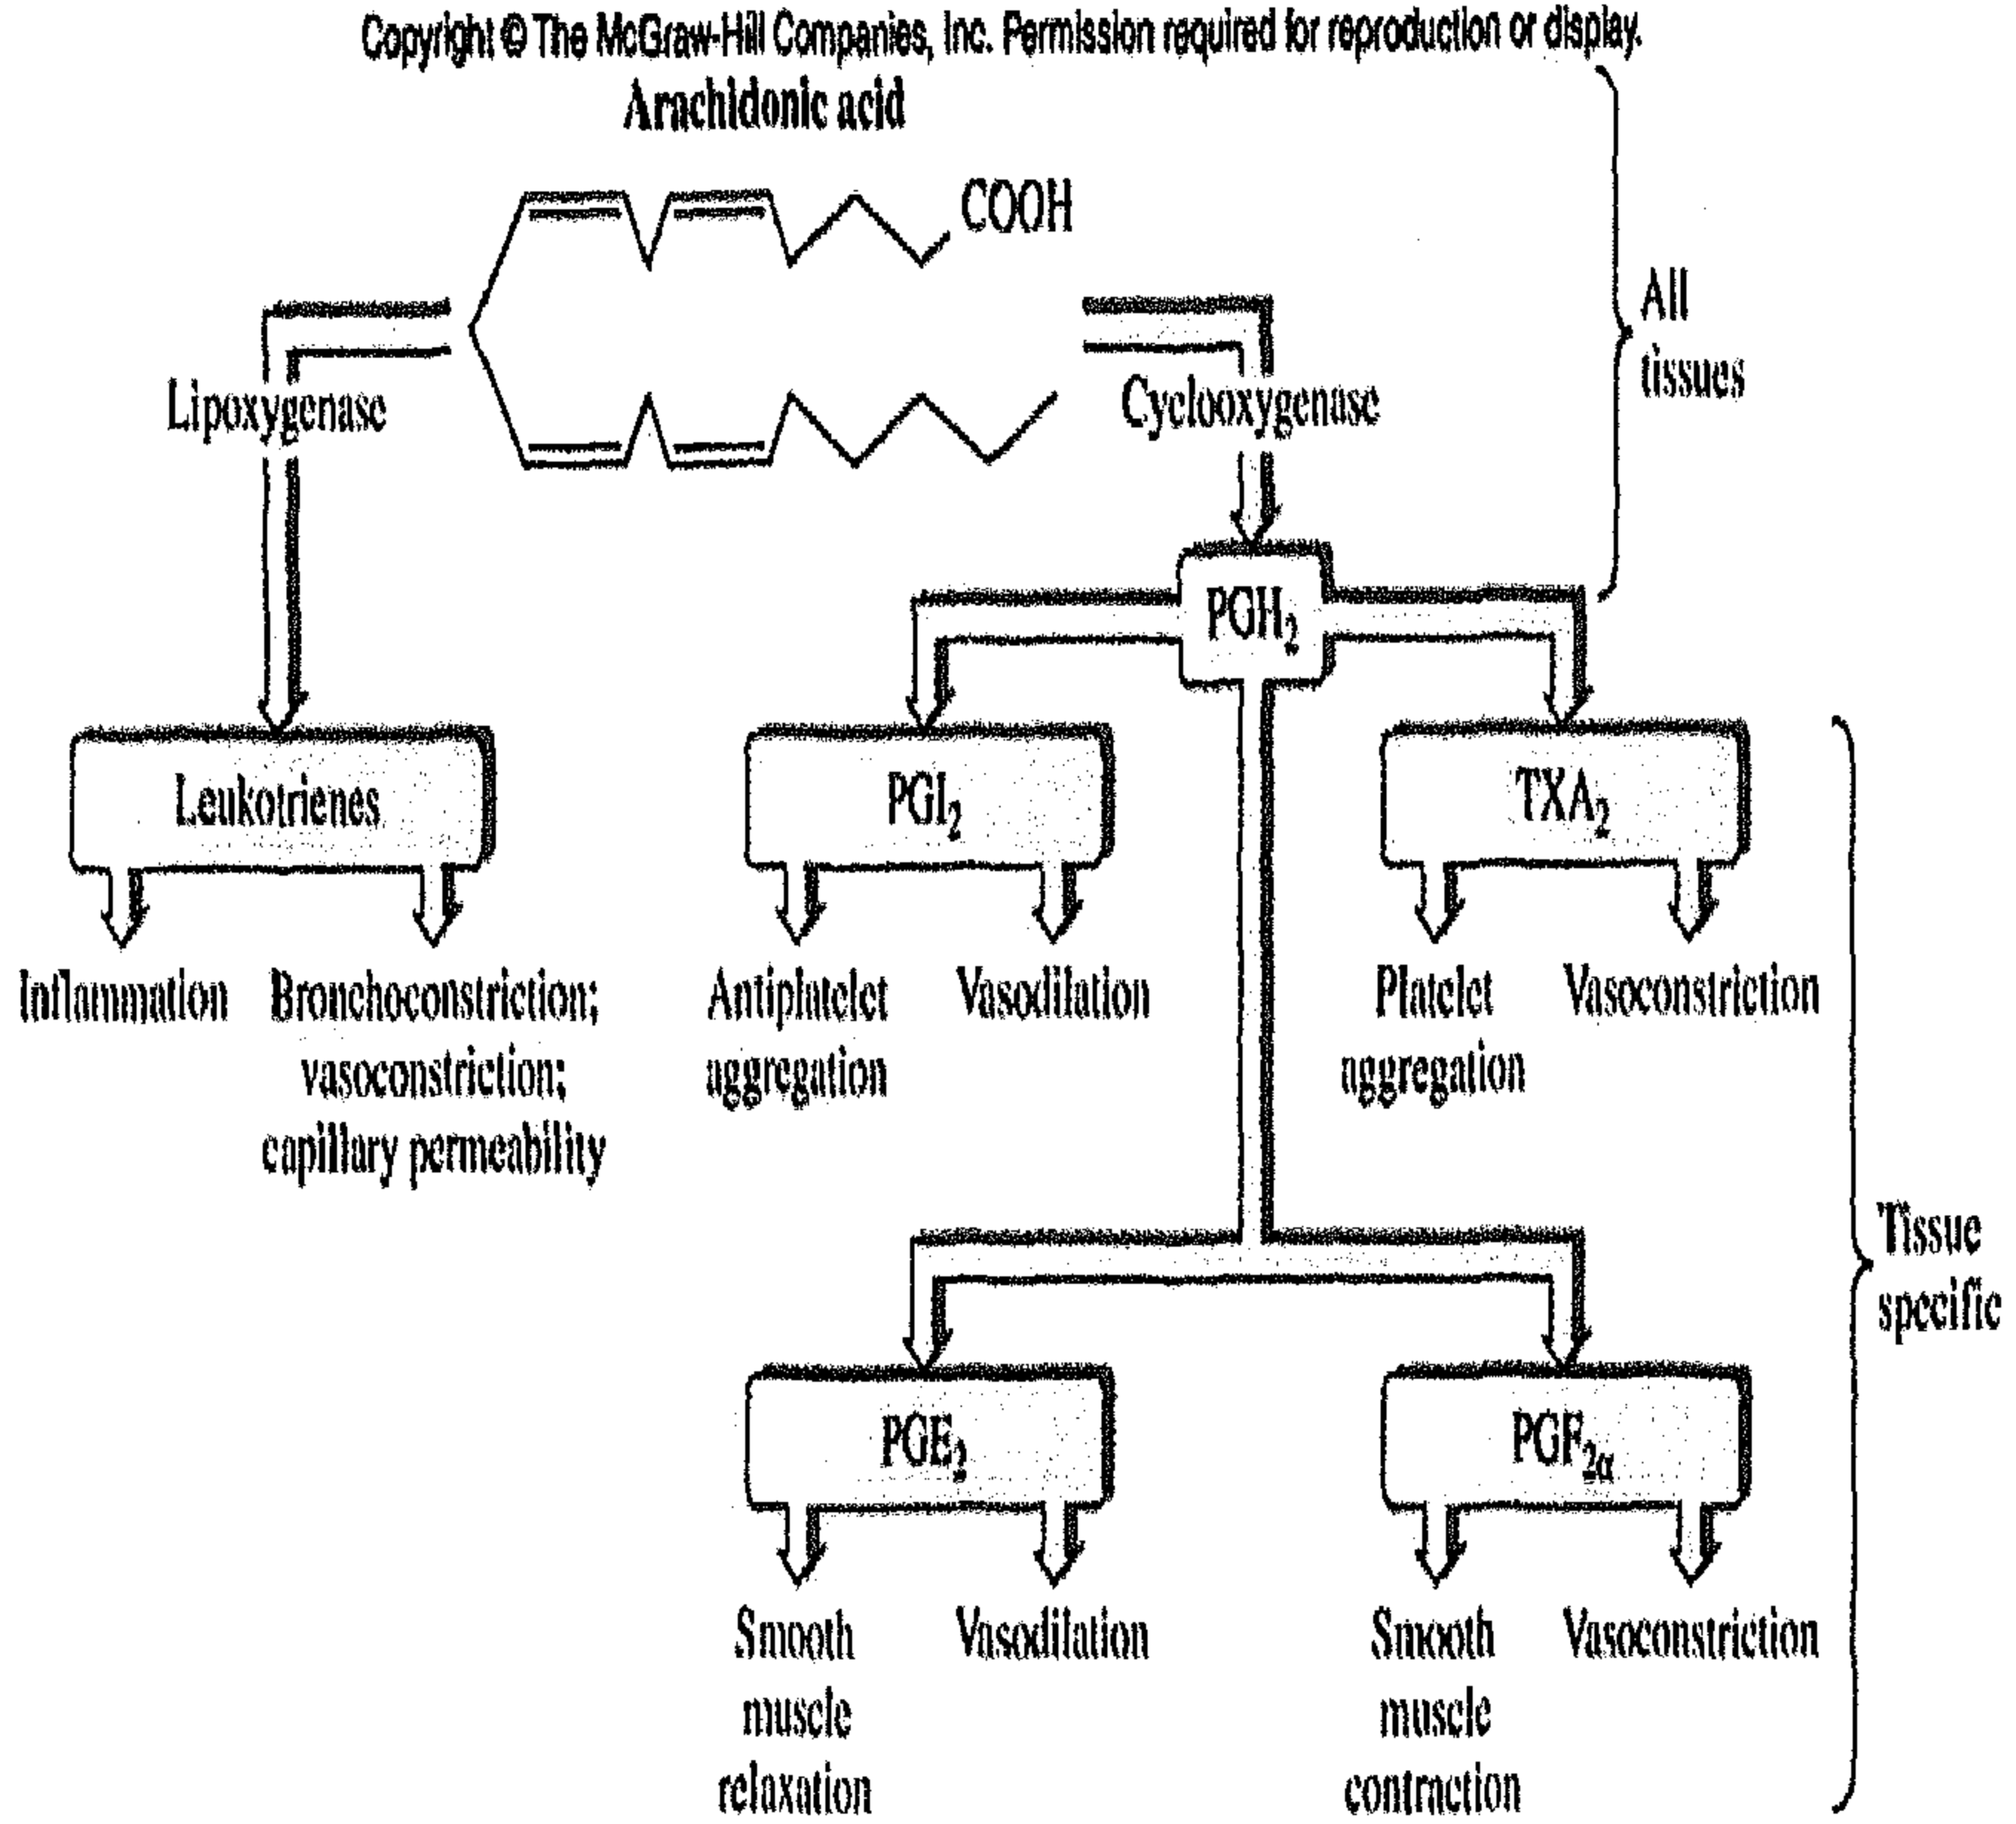 Copyright © The McGraw-Hill Companies, Inc. Permission required for reproduction or display.
Arachidonic acid
COOH
All
tissues
Lipoxygenase
Cyclooxygenase
PGH₂
Leukotrienes
PGI₂
TXA₂
Inflammation
Bronchoconstriction;
vasoconstriction;
capillary permeability
Antiplatelet
aggregation
Vasodilation
Platelet
aggregation
Vasoconstriction
Tissue
specific
PGE₂
PGF₂α
Smooth
muscle
relaxation
Vasodilation
Smooth
muscle
contraction
Vasoconstriction